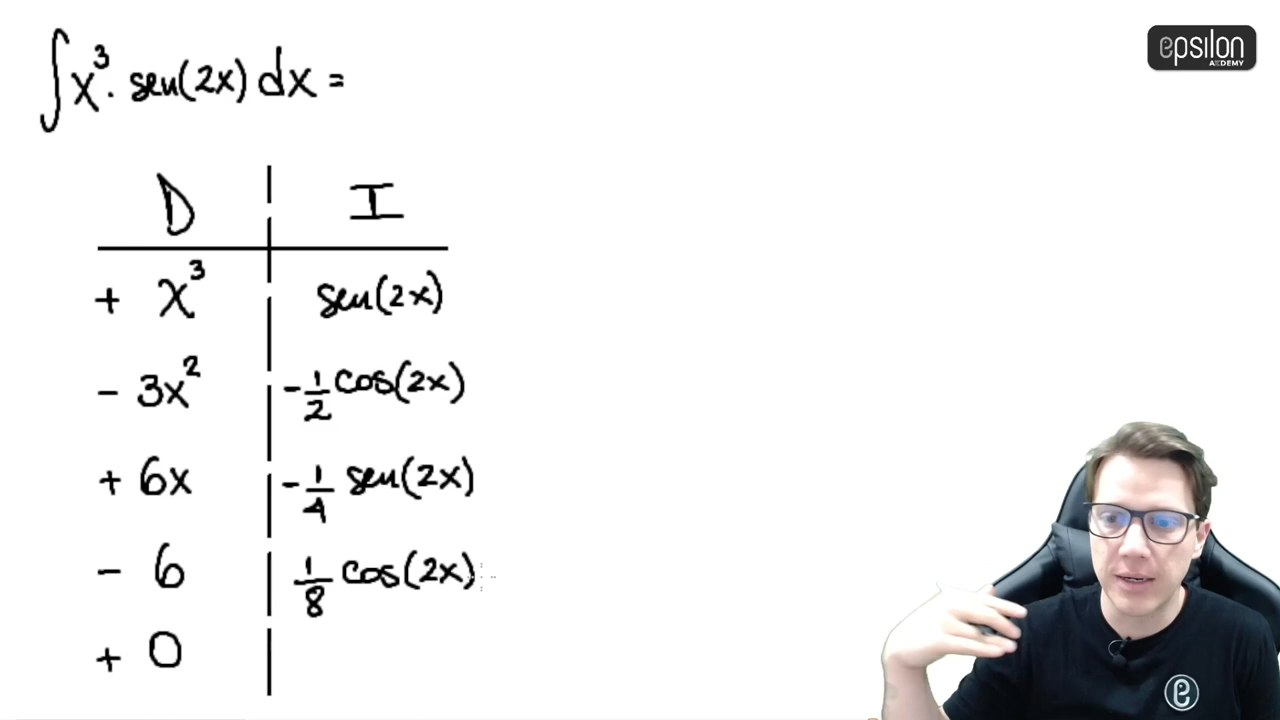 ∫x³·sen(2x)dx =
epsilon
ACADEMY
D I
+ x³ sen(2x)
- 3x² -1/2 cos(2x)
+ 6x -1/4 sen(2x)
- 6 1/8 cos(2x)
+ 0
e